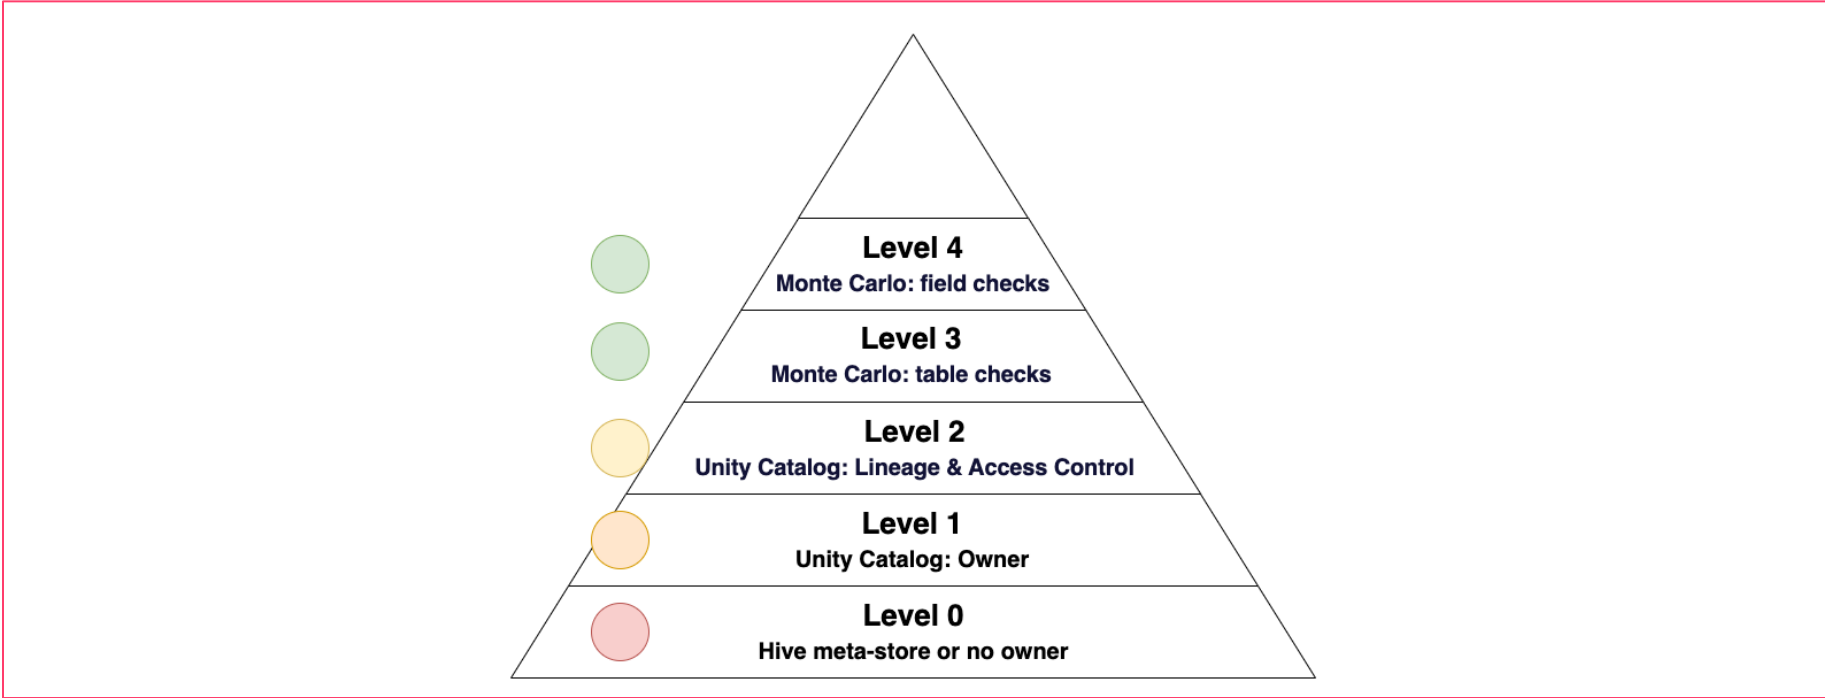 Level 4
Monte Carlo: field checks
Level 3
Monte Carlo: table checks
Level 2
Unity Catalog: Lineage & Access Control
Level 1
Unity Catalog: Owner
Level 0
Hive meta-store or no owner